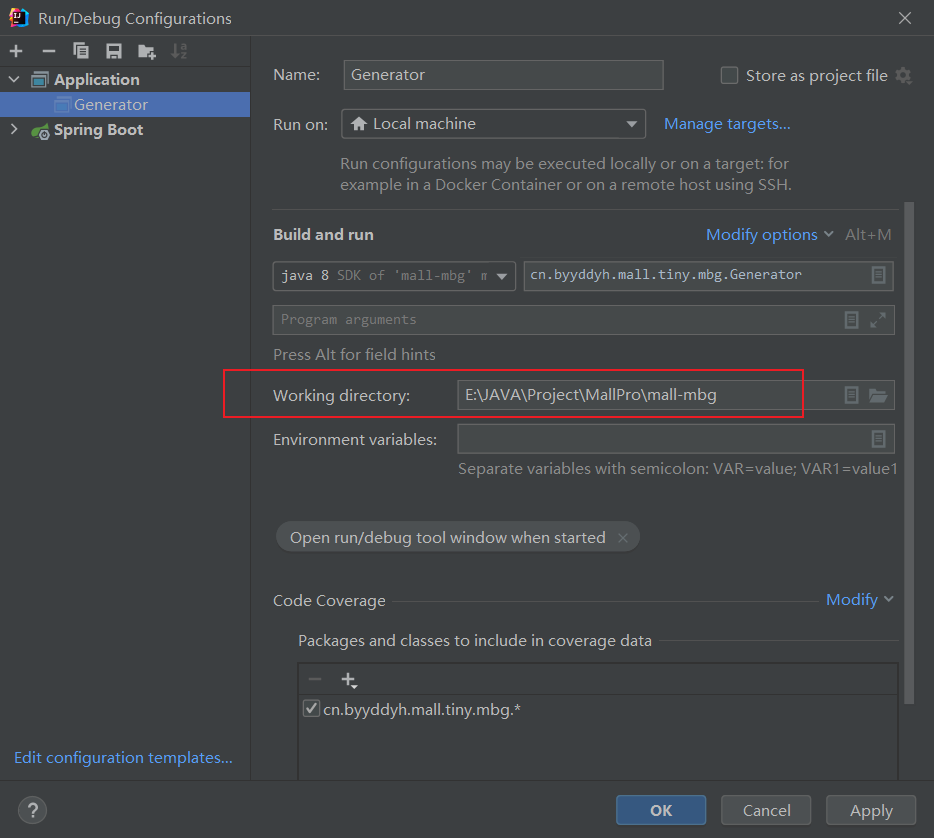 Run/Debug Configurations
Application
Generator
Spring Boot
Name:
Generator
Store as project file
Run on:
Local machine
Manage targets...
Run configurations may be executed locally or on a target: for
example in a Docker Container or on a remote host using SSH.
Build and run
Modify options
Alt+M
java 8 SDK of 'mall-mbg'
cn.byyddyh.mall.tiny.mbg.Generator
Program arguments
Press Alt for field hints
Working directory:
E:\JAVA\Project\MallPro\mall-mbg
Environment variables:
Separate variables with semicolon: VAR=value; VAR1=value1
Open run/debug tool window when started
Code Coverage
Modify
Packages and classes to include in coverage data
cn.byyddyh.mall.tiny.mbg.*
Edit configuration templates...
?
OK
Cancel
Apply